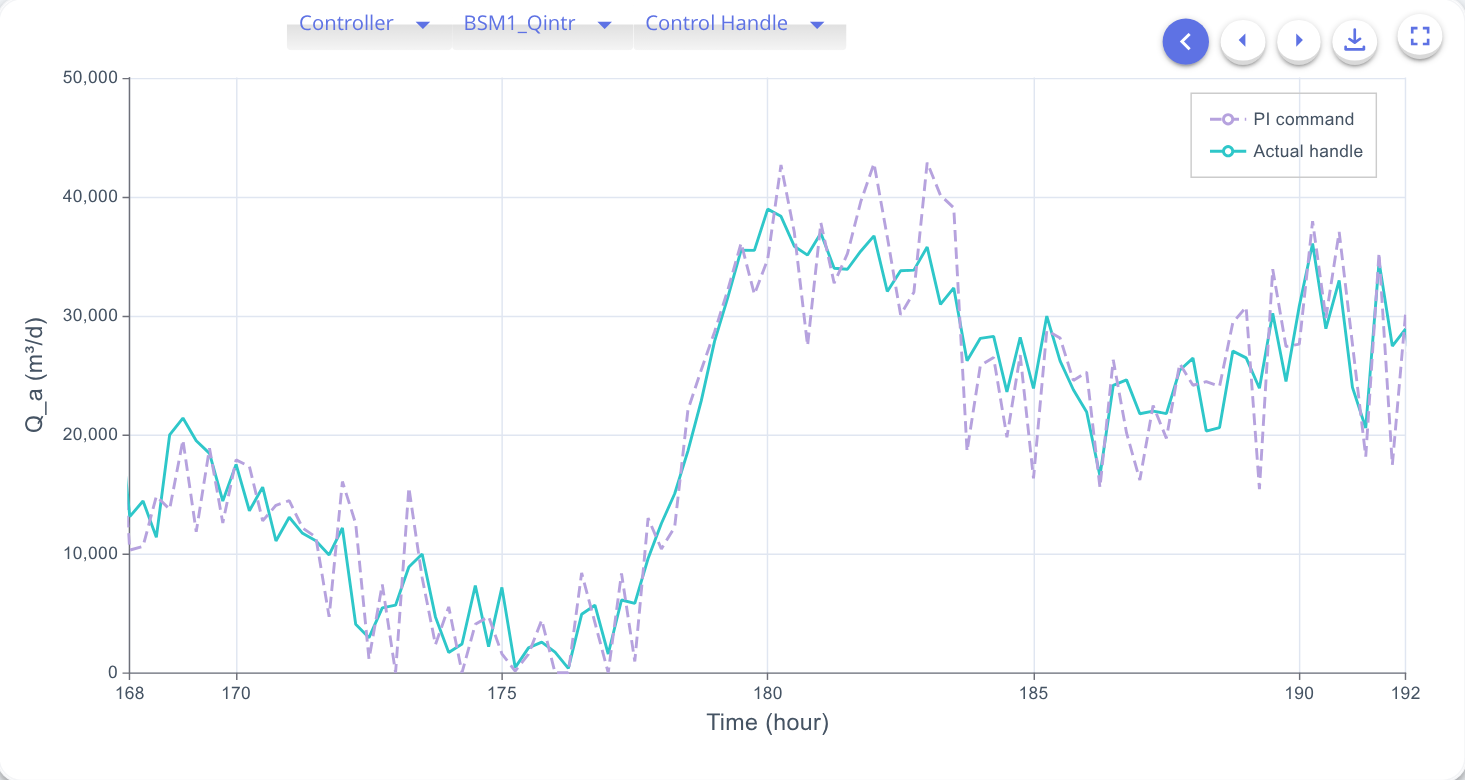 Controller BSM1_Qintr Control Handle
50,000
PI command
Actual handle
40,000
30,000
Q_a (m³/d)
20,000
10,000
0
168 170 175 180 185 190 192
Time (hour)